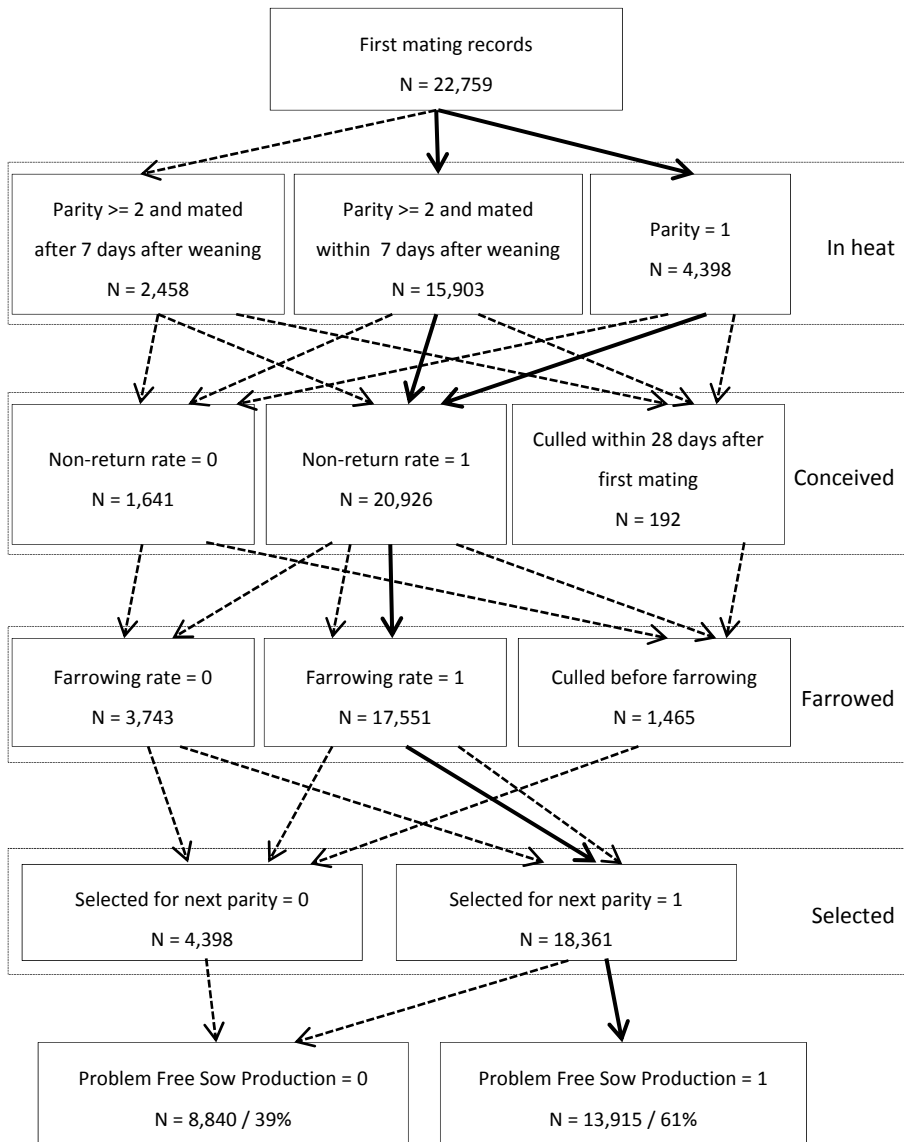 First mating records
N = 22,759
Parity >= 2 and mated
after 7 days after weaning
N = 2,458
Parity >= 2 and mated
within 7 days after weaning
N = 15,903
Parity = 1
N = 4,398
In heat
Non-return rate = 0
N = 1,641
Non-return rate = 1
N = 20,926
Culled within 28 days after
first mating
N = 192
Conceived
Farrowing rate = 0
N = 3,743
Farrowing rate = 1
N = 17,551
Culled before farrowing
N = 1,465
Farrowed
Selected for next parity = 0
N = 4,398
Selected for next parity = 1
N = 18,361
Selected
Problem Free Sow Production = 0
N = 8,840 / 39%
Problem Free Sow Production = 1
N = 13,915 / 61%